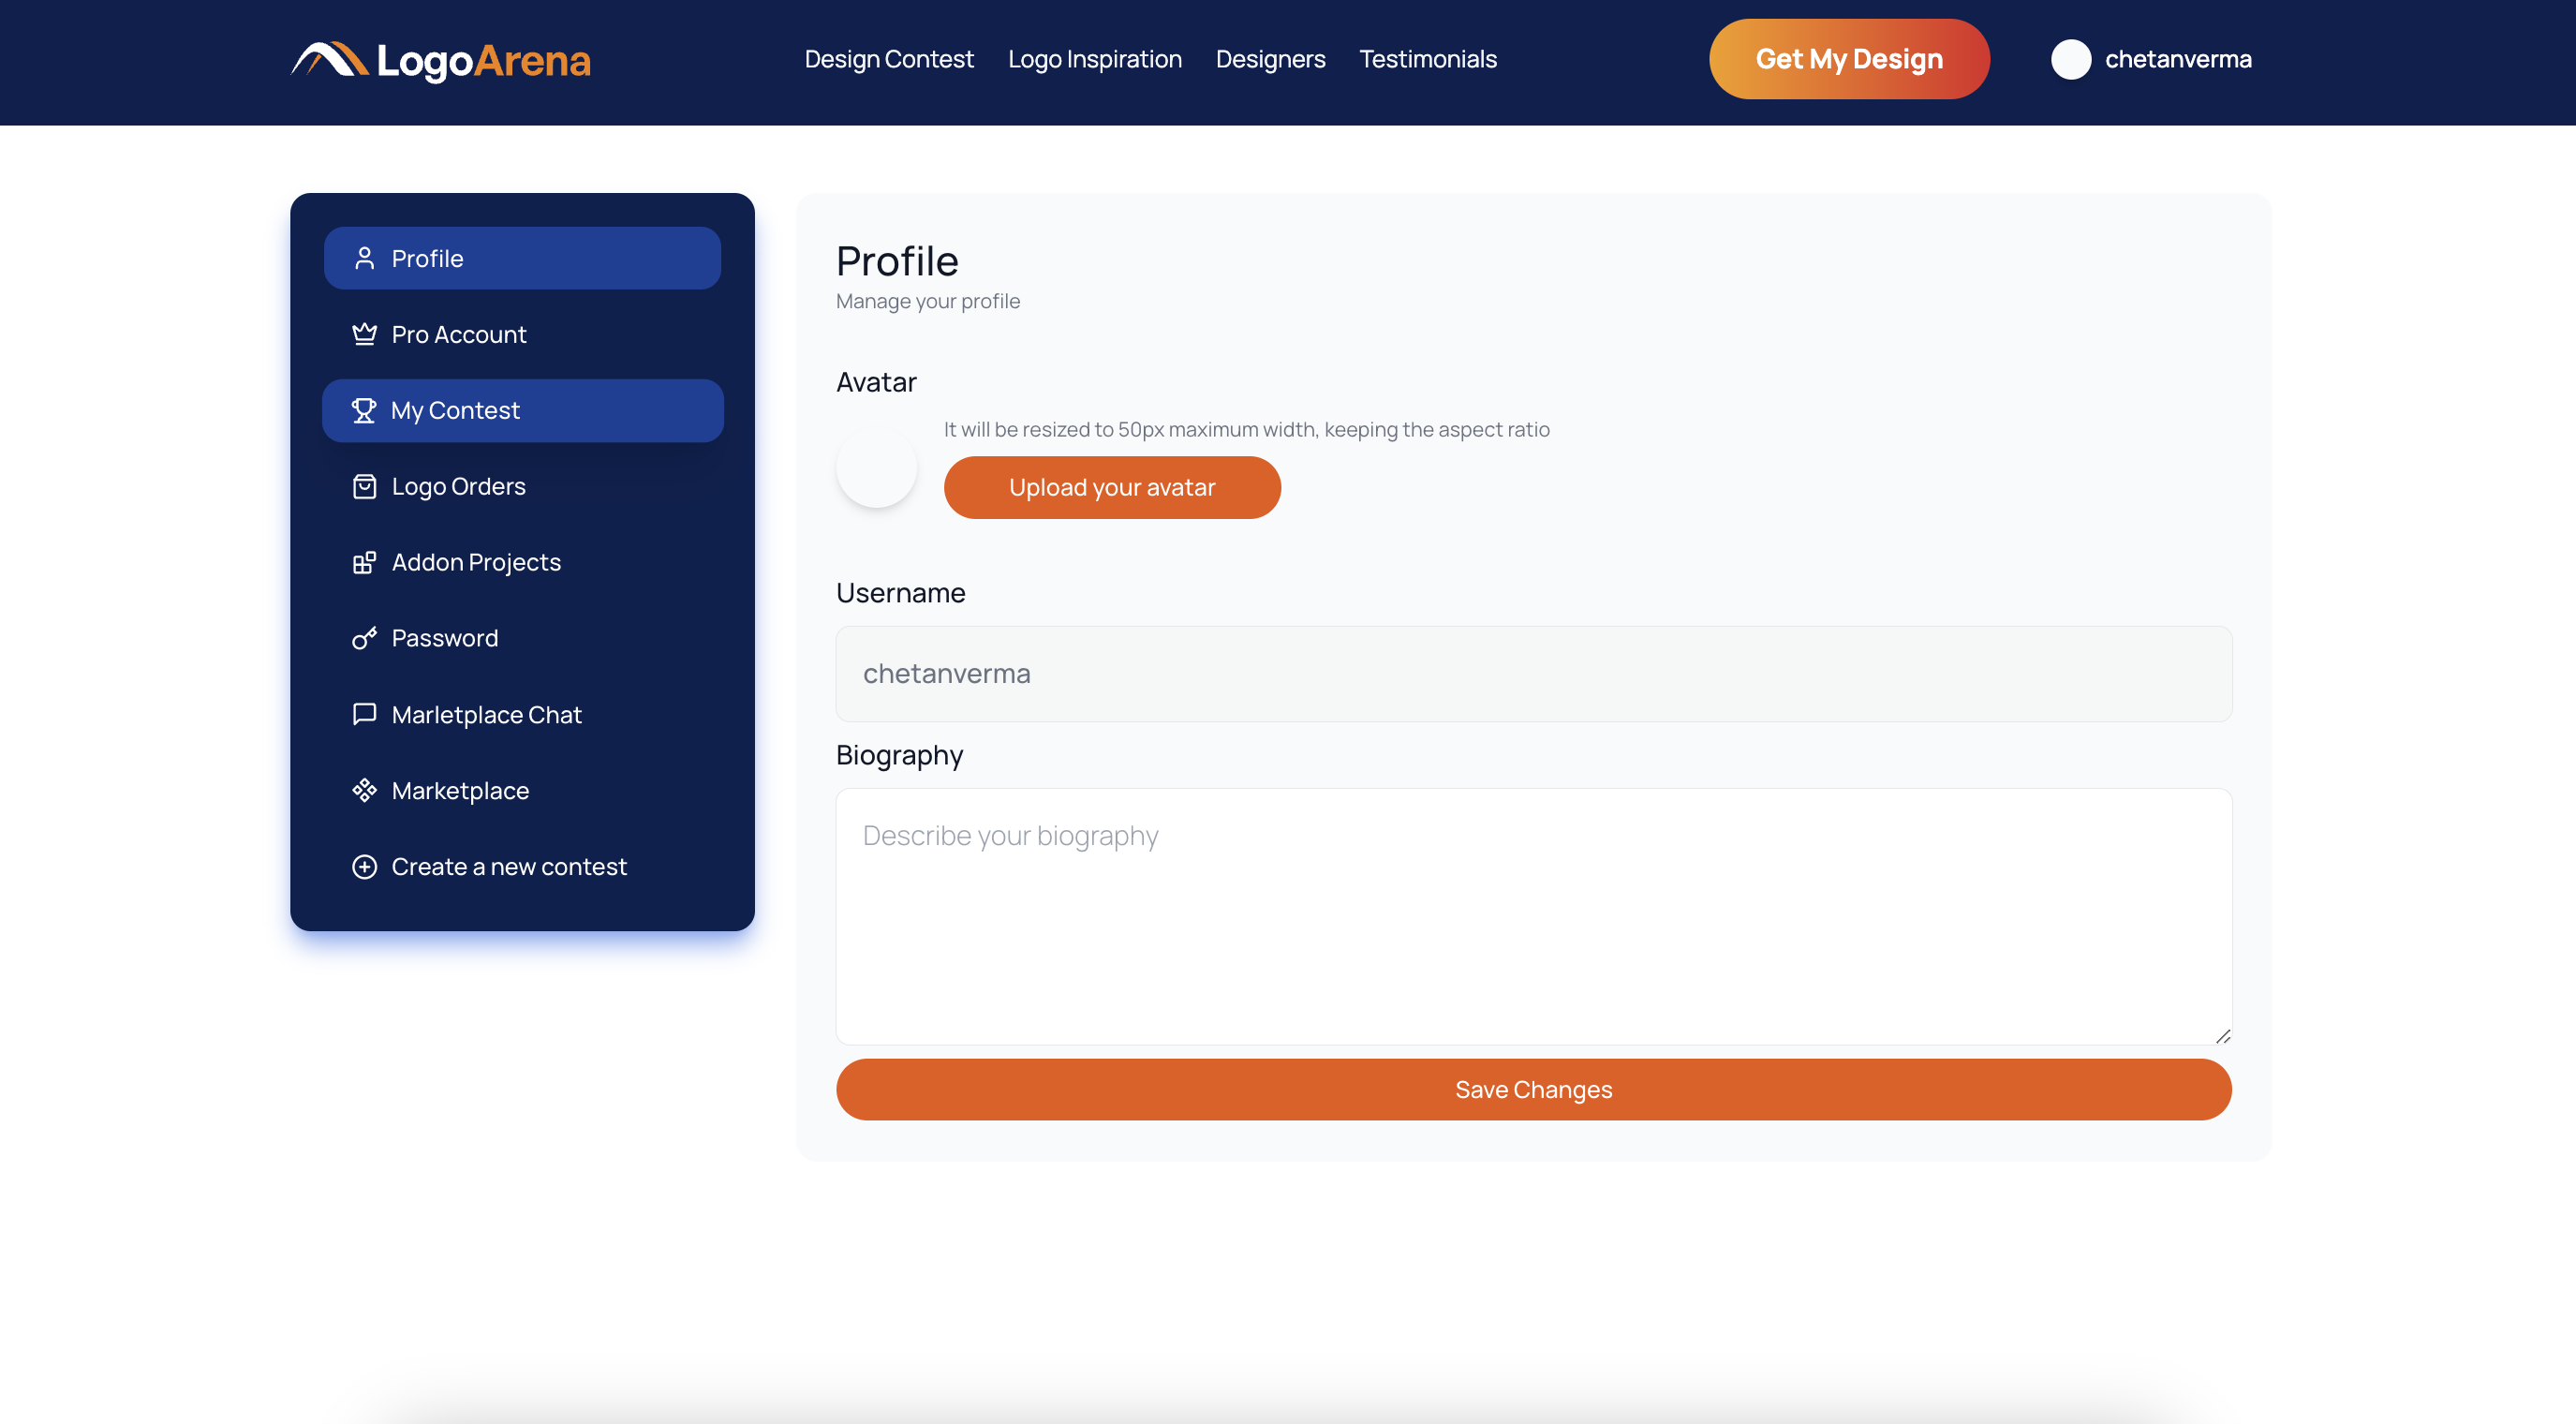 LogoArena
Design Contest
Logo Inspiration
Designers
Testimonials
Get My Design
chetanverma
Profile
Pro Account
My Contest
Logo Orders
Addon Projects
Password
Marletplace Chat
Marketplace
Create a new contest
Profile
Manage your profile
Avatar
It will be resized to 50px maximum width, keeping the aspect ratio
Upload your avatar
Username
chetanverma
Biography
Describe your biography
Save Changes